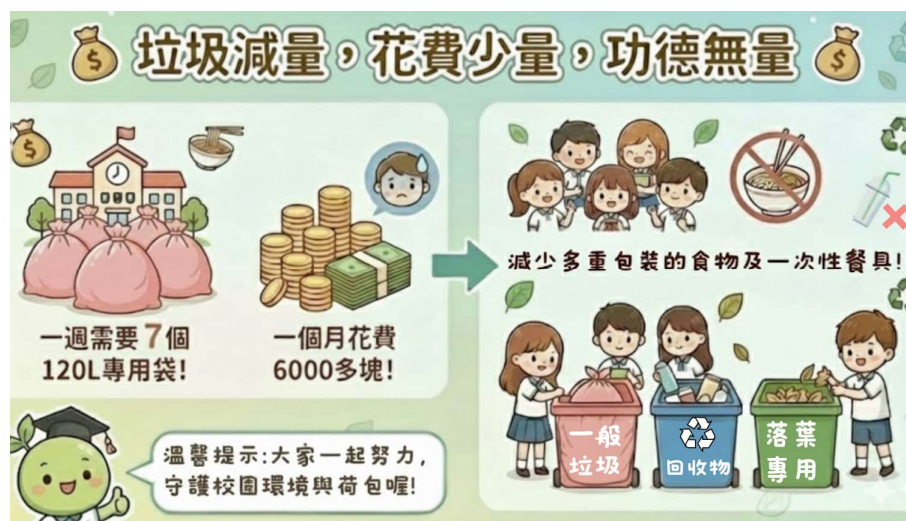 垃圾減量，花費少量，功德無量
一週需要7個
120L專用袋！
一個月花費
6000多塊！
減少多重包裝的食物及一次性餐具！
一般
垃圾
回收物
落葉
專用
溫馨提示：大家一起努力，
守護校園環境與荷包喔！